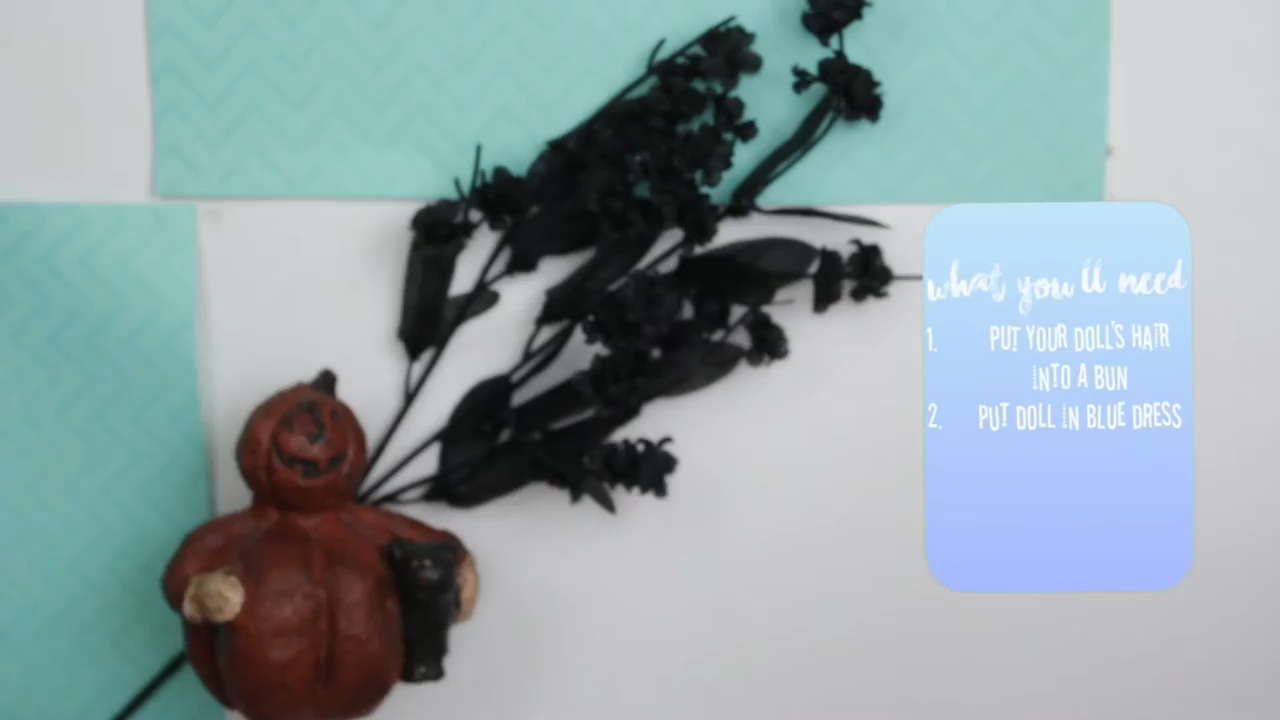 what you'll need
1. PUT YOUR DOLL'S HAIR
INTO A BUN
2. PUT DOLL IN BLUE DRESS